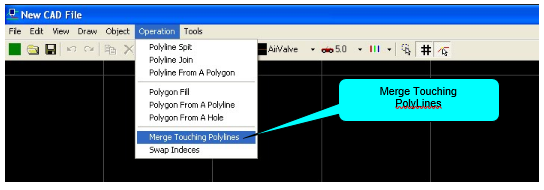 New CAD File
File Edit View Draw Object Operation Tools
AirValve 5.0
Polyline Spit
Polyline Join
Polyline From A Polygon
Polygon Fill
Polygon From A Polyline
Polygon From A Hole
Merge Touching Polylines
Swap Indeces
Merge Touching
PolyLines